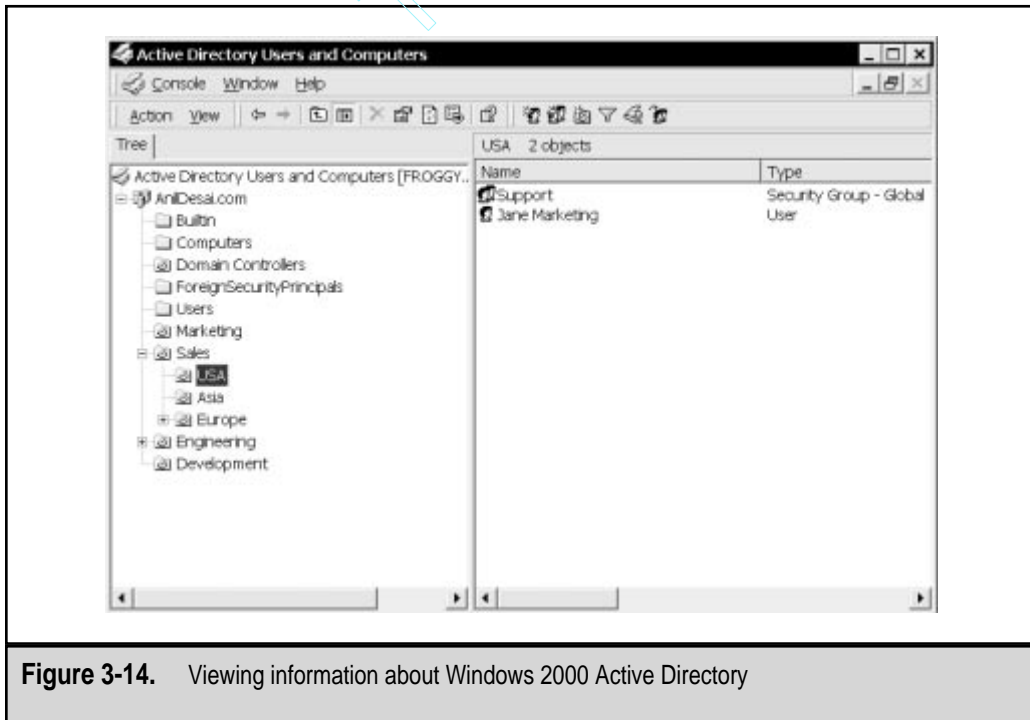 Active Directory Users and Computers
Console Window Help
Action View
Tree
USA 2 objects
Active Directory Users and Computers [FROGGY...
Name Type
AnilDesai.com
Support Security Group - Global
Builtin
Jane Marketing User
Computers
Domain Controllers
ForeignSecurityPrincipals
Users
Marketing
Sales
USA
Asia
Europe
Engineering
Development
Figure 3-14. Viewing information about Windows 2000 Active Directory